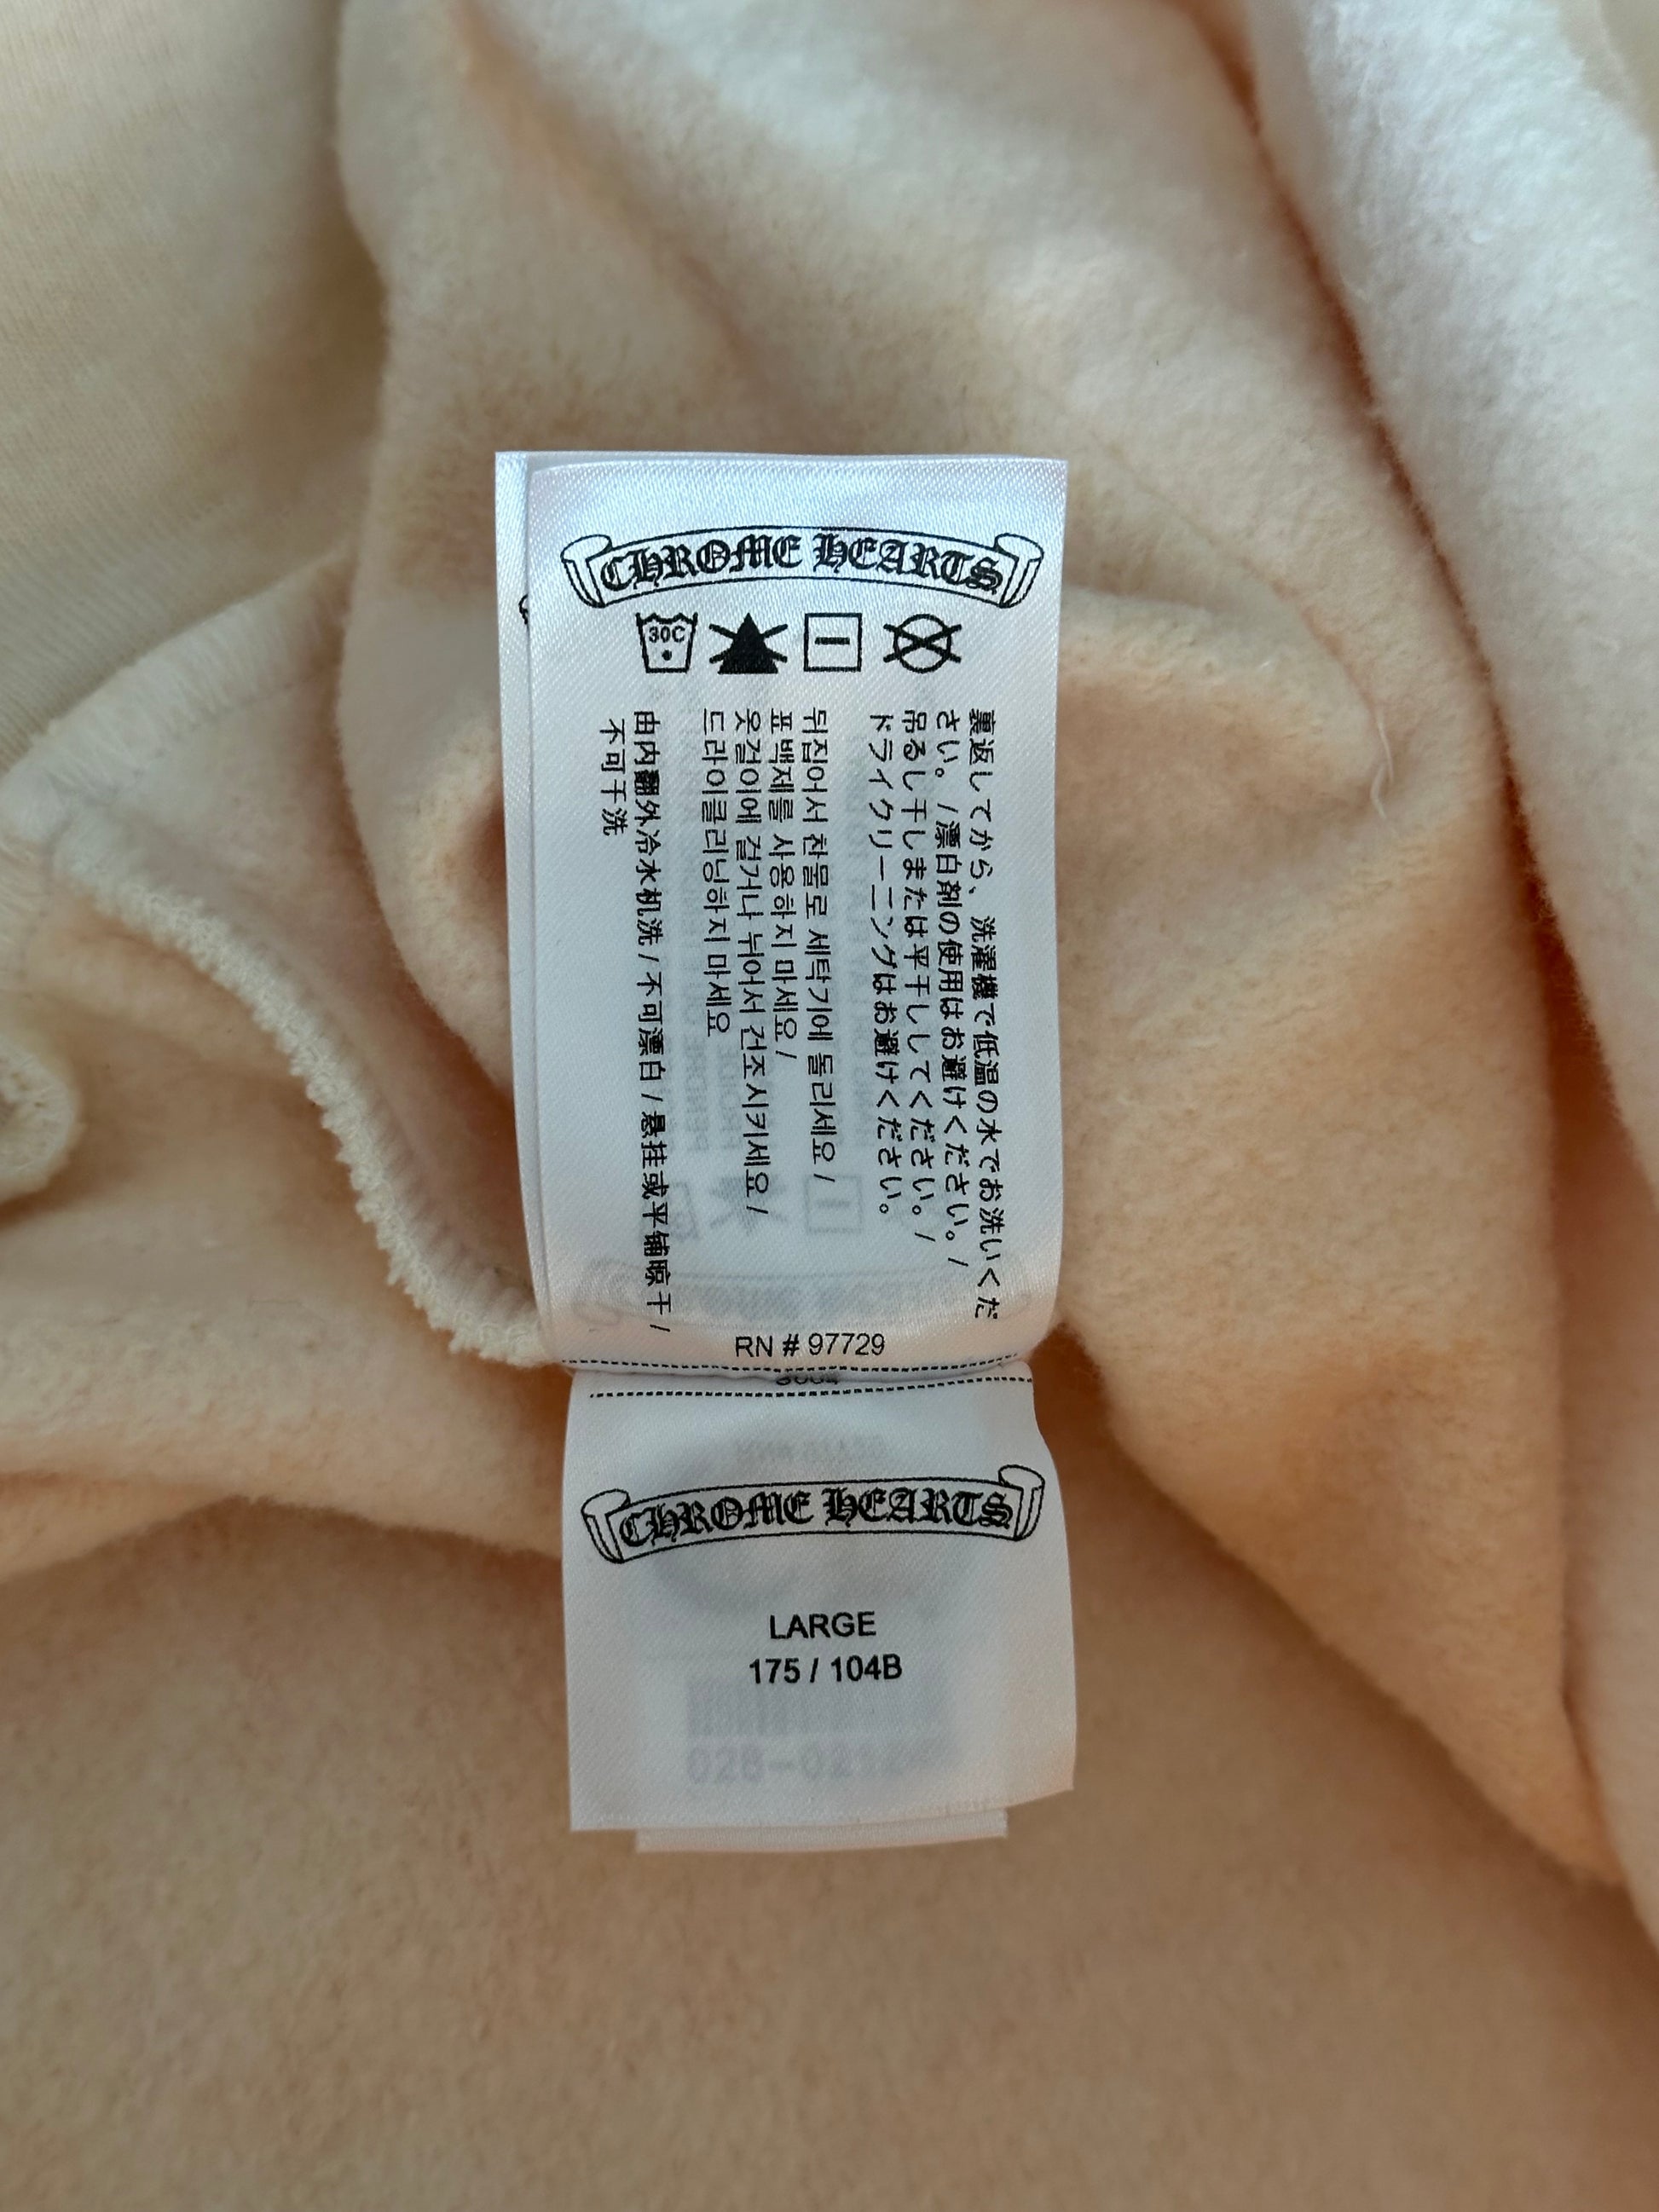 CHROME HEARTS
30C
裏返してから、洗濯機で低温の水でお洗いくだ
さい。/漂白剤の使用はお避けください。/
吊るし干しまたは平干ししてください。/
ドライクリーニングはお避けください。
뒤집어서 찬물로 세탁기에 돌리세요 /
표백제를 사용하지 마세요 /
옷걸이에 걸거나 뉘어서 건조시키세요 /
드라이클리닝하지 마세요
由内翻外冷水机洗 / 不可漂白 / 悬挂或平铺晾干 /
不可干洗
RN # 97729
CHROME HEARTS
LARGE
175 / 104B